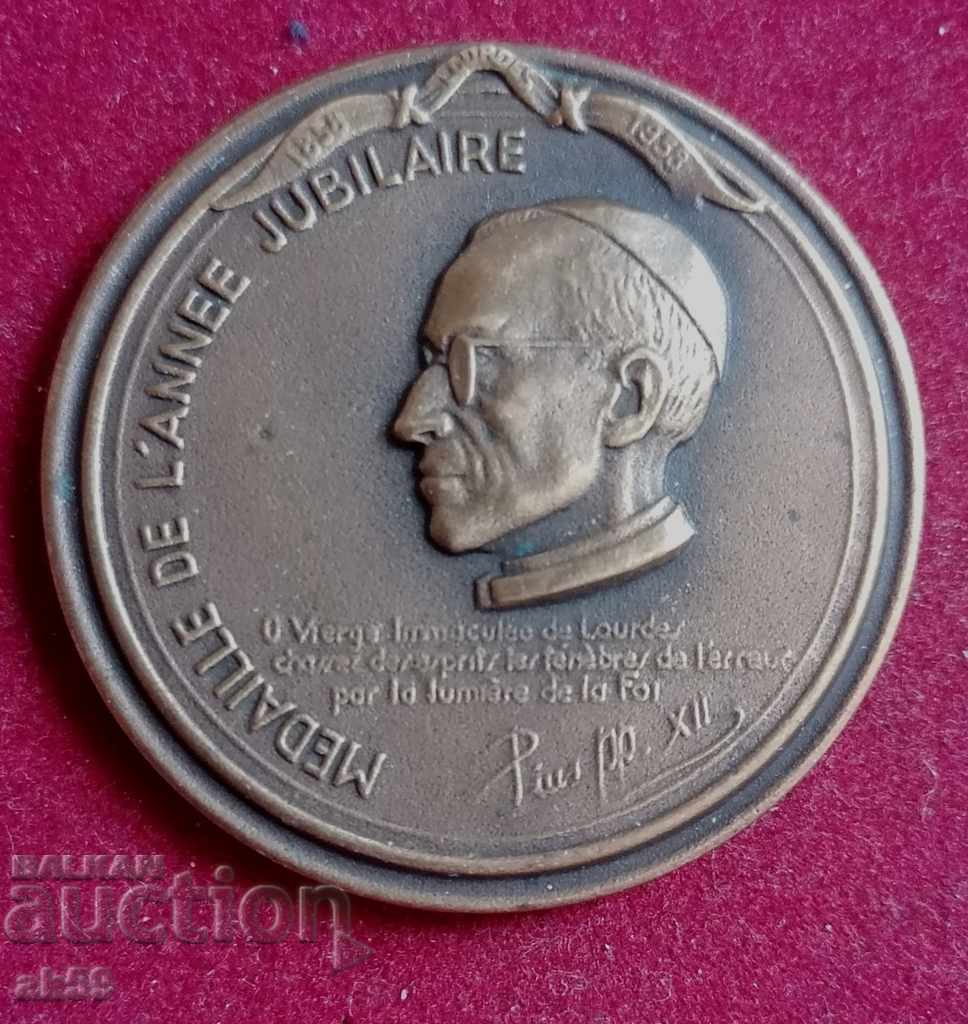 1858 LOURDES 1958
MEDAILLE DE L'ANNEE JUBILAIRE
O Vierge Immaculée de Lourdes
chassez des esprits les ténèbres de l'erreur
par la lumière de la Foi
Pius pp. XII
BALKAN
auction
ak59